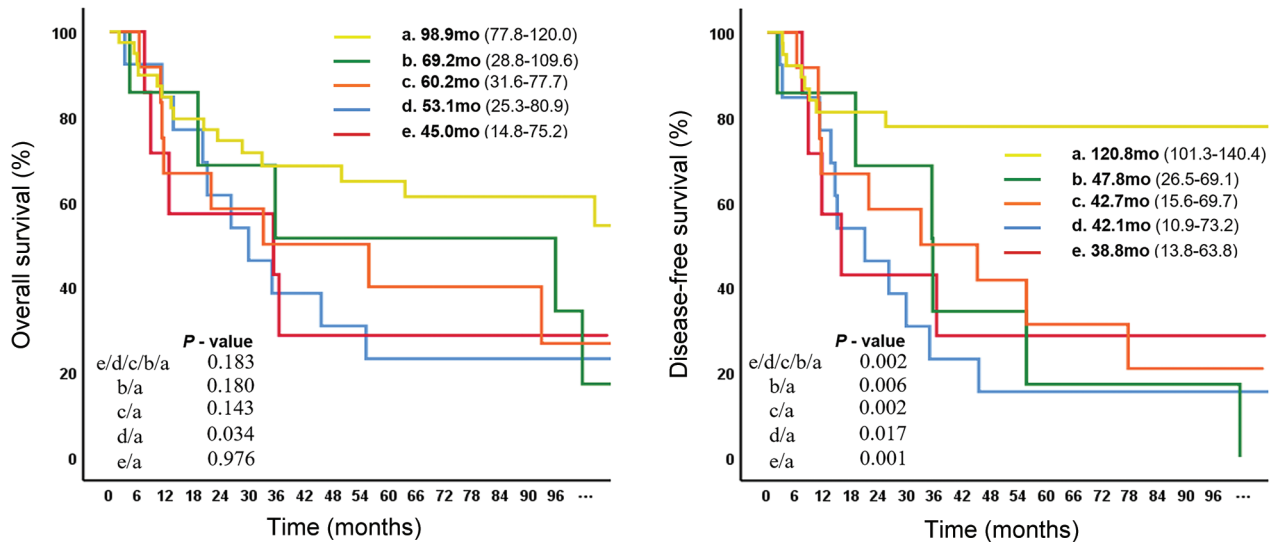 Overall survival (%)
100
80
60
40
20
0
a. 98.9mo (77.8-120.0)
b. 69.2mo (28.8-109.6)
c. 60.2mo (31.6-77.7)
d. 53.1mo (25.3-80.9)
e. 45.0mo (14.8-75.2)
P - value
e/d/c/b/a 0.183
b/a 0.180
c/a 0.143
d/a 0.034
e/a 0.976
0 6 12 18 24 30 36 42 48 54 60 66 72 78 84 90 96 ...
Time (months)
Disease-free survival (%)
100
80
60
40
20
0
a. 120.8mo (101.3-140.4)
b. 47.8mo (26.5-69.1)
c. 42.7mo (15.6-69.7)
d. 42.1mo (10.9-73.2)
e. 38.8mo (13.8-63.8)
P - value
e/d/c/b/a 0.002
b/a 0.006
c/a 0.002
d/a 0.017
e/a 0.001
0 6 12 18 24 30 36 42 48 54 60 66 72 78 84 90 96 ...
Time (months)